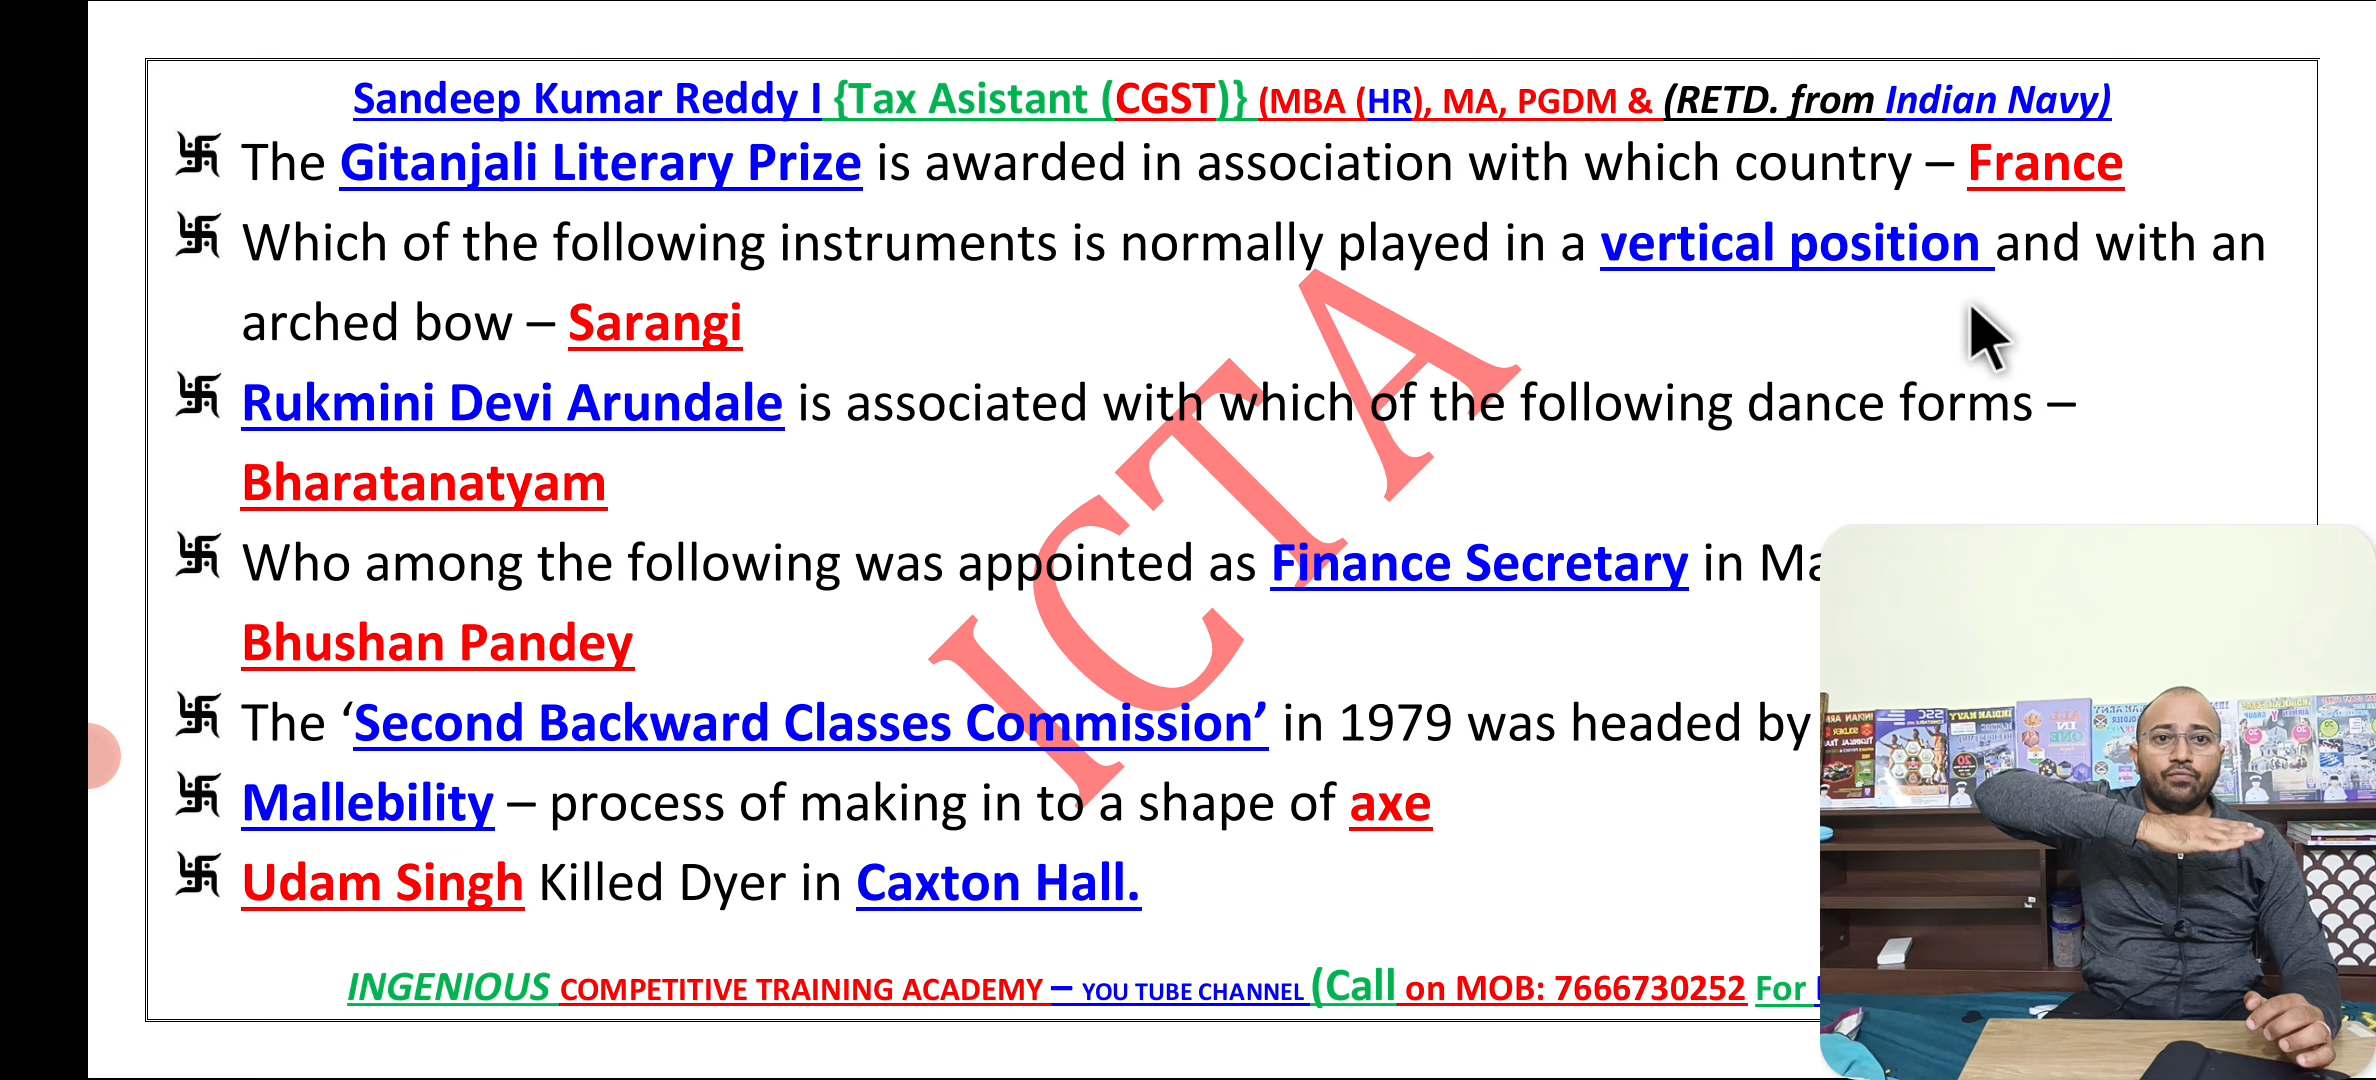 Sandeep Kumar Reddy I {Tax Asistant (CGST)} (MBA (HR), MA, PGDM & (RETD. from Indian Navy)
The Gitanjali Literary Prize is awarded in association with which country – France
Which of the following instruments is normally played in a vertical position and with an
arched bow – Sarangi
Rukmini Devi Arundale is associated with which of the following dance forms –
Bharatanatyam
Who among the following was appointed as Finance Secretary in
Bhushan Pandey
The ‘Second Backward Classes Commission’ in 1979 was headed by
Mallebility – process of making in to a shape of axe
Udam Singh Killed Dyer in Caxton Hall.
ICTA
INGENIOUS COMPETITIVE TRAINING ACADEMY – YOU TUBE CHANNEL (Call on MOB: 7666730252 For